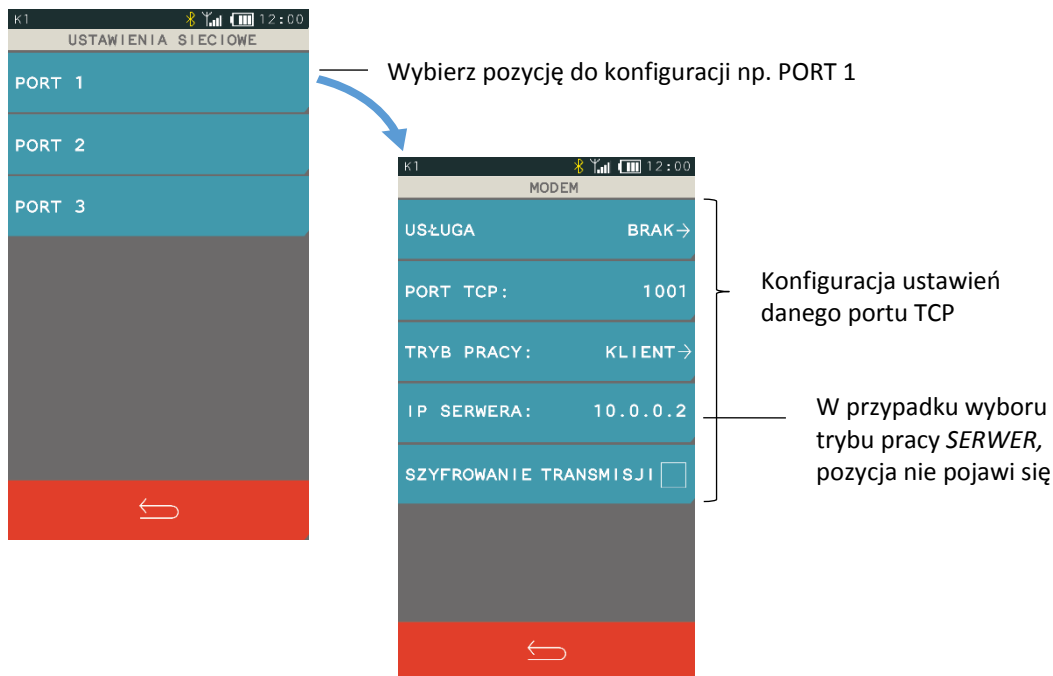 K1 12:00
USTAWIENIA SIECIOWE
PORT 1
PORT 2
PORT 3
Wybierz pozycję do konfiguracji np. PORT 1
K1 12:00
MODEM
USŁUGA BRAK→
PORT TCP: 1001
TRYB PRACY: KLIENT→
IP SERWERA: 10.0.0.2
SZYFROWANIE TRANSMISJI
Konfiguracja ustawień
danego portu TCP
W przypadku wyboru
trybu pracy SERWER,
pozycja nie pojawi się